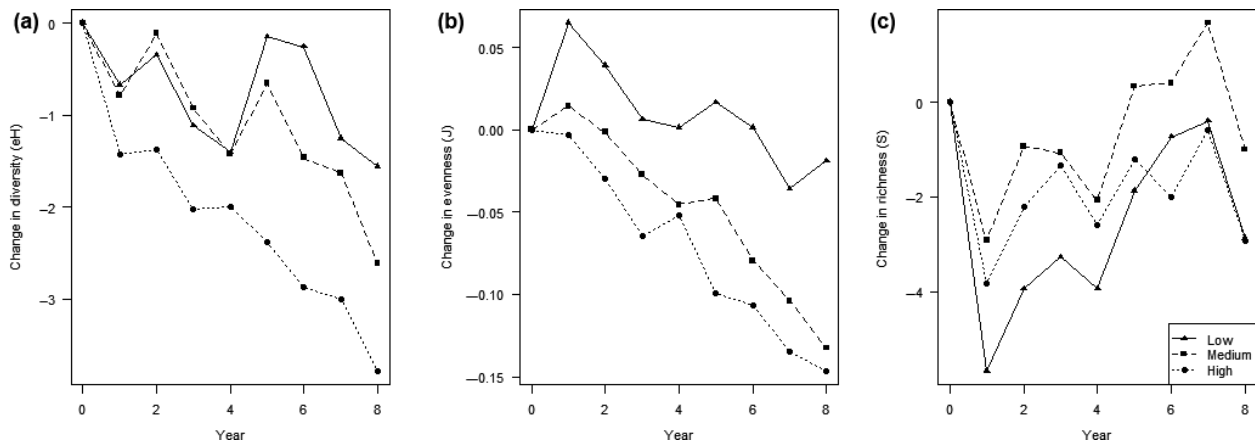 (a)
Change in diversity (eH)
0
–1
–2
–3
0 2 4 6 8
Year
(b)
Change in evenness (J)
0.05
0.00
–0.05
–0.10
–0.15
0 2 4 6 8
Year
(c)
Change in richness (S)
0
–2
–4
Low
Medium
High
0 2 4 6 8
Year